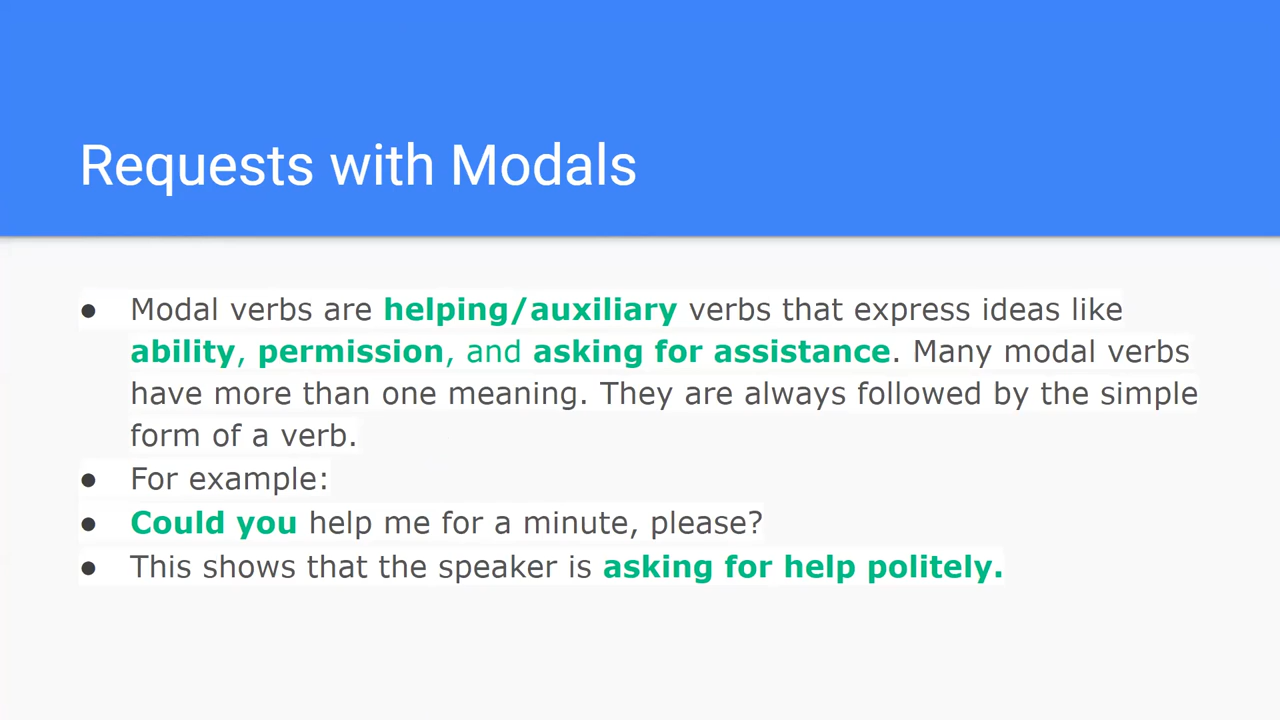 Requests with Modals
● Modal verbs are helping/auxiliary verbs that express ideas like
ability, permission, and asking for assistance. Many modal verbs
have more than one meaning. They are always followed by the simple
form of a verb.
● For example:
● Could you help me for a minute, please?
● This shows that the speaker is asking for help politely.